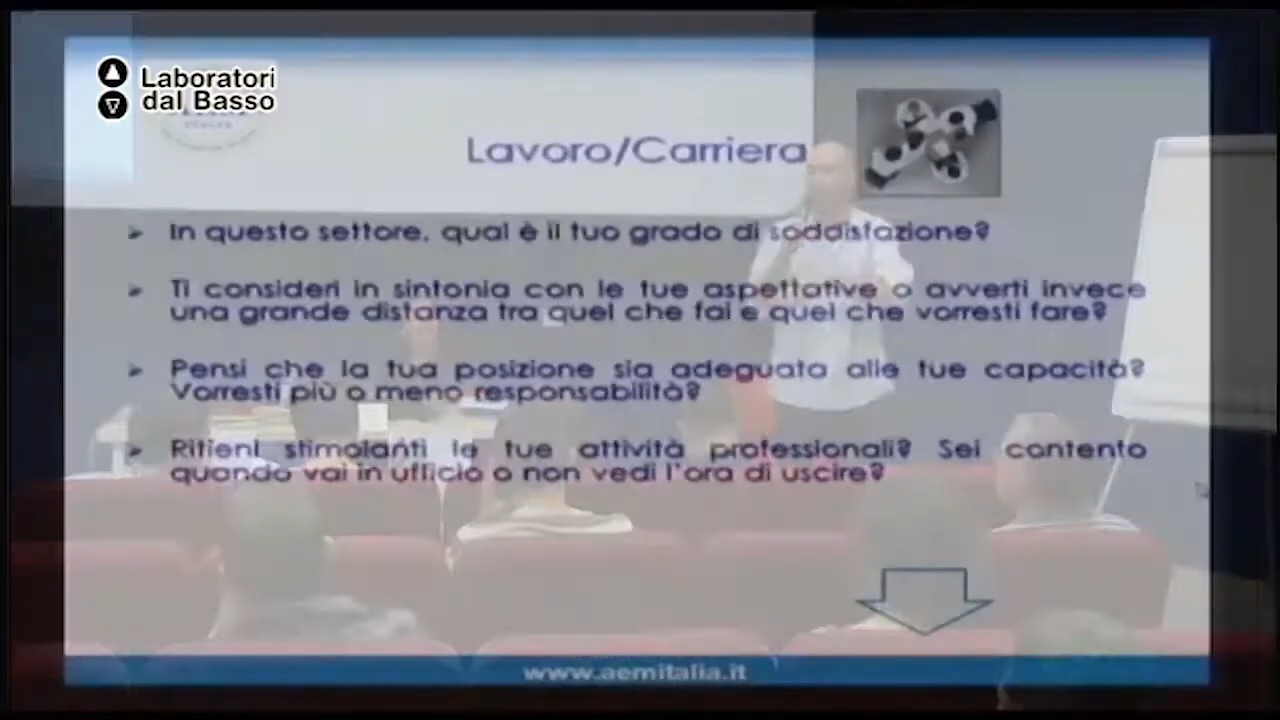 Laboratori
dal Basso
Lavoro/Carriera
In questo settore, qual è il tuo grado di soddisfazione?
Ti consideri in sintonia con le tue aspettative o avverti invece
una grande distanza tra quel che fai e quel che vorresti fare?
Pensi che la tua posizione sia adeguata alle tue capacità?
Vorresti più o meno responsabilità?
Ritieni stimolanti le tue attività professionali? Sei contento
quando vai in ufficio o non vedi l'ora di uscire?
www.aemitalia.it